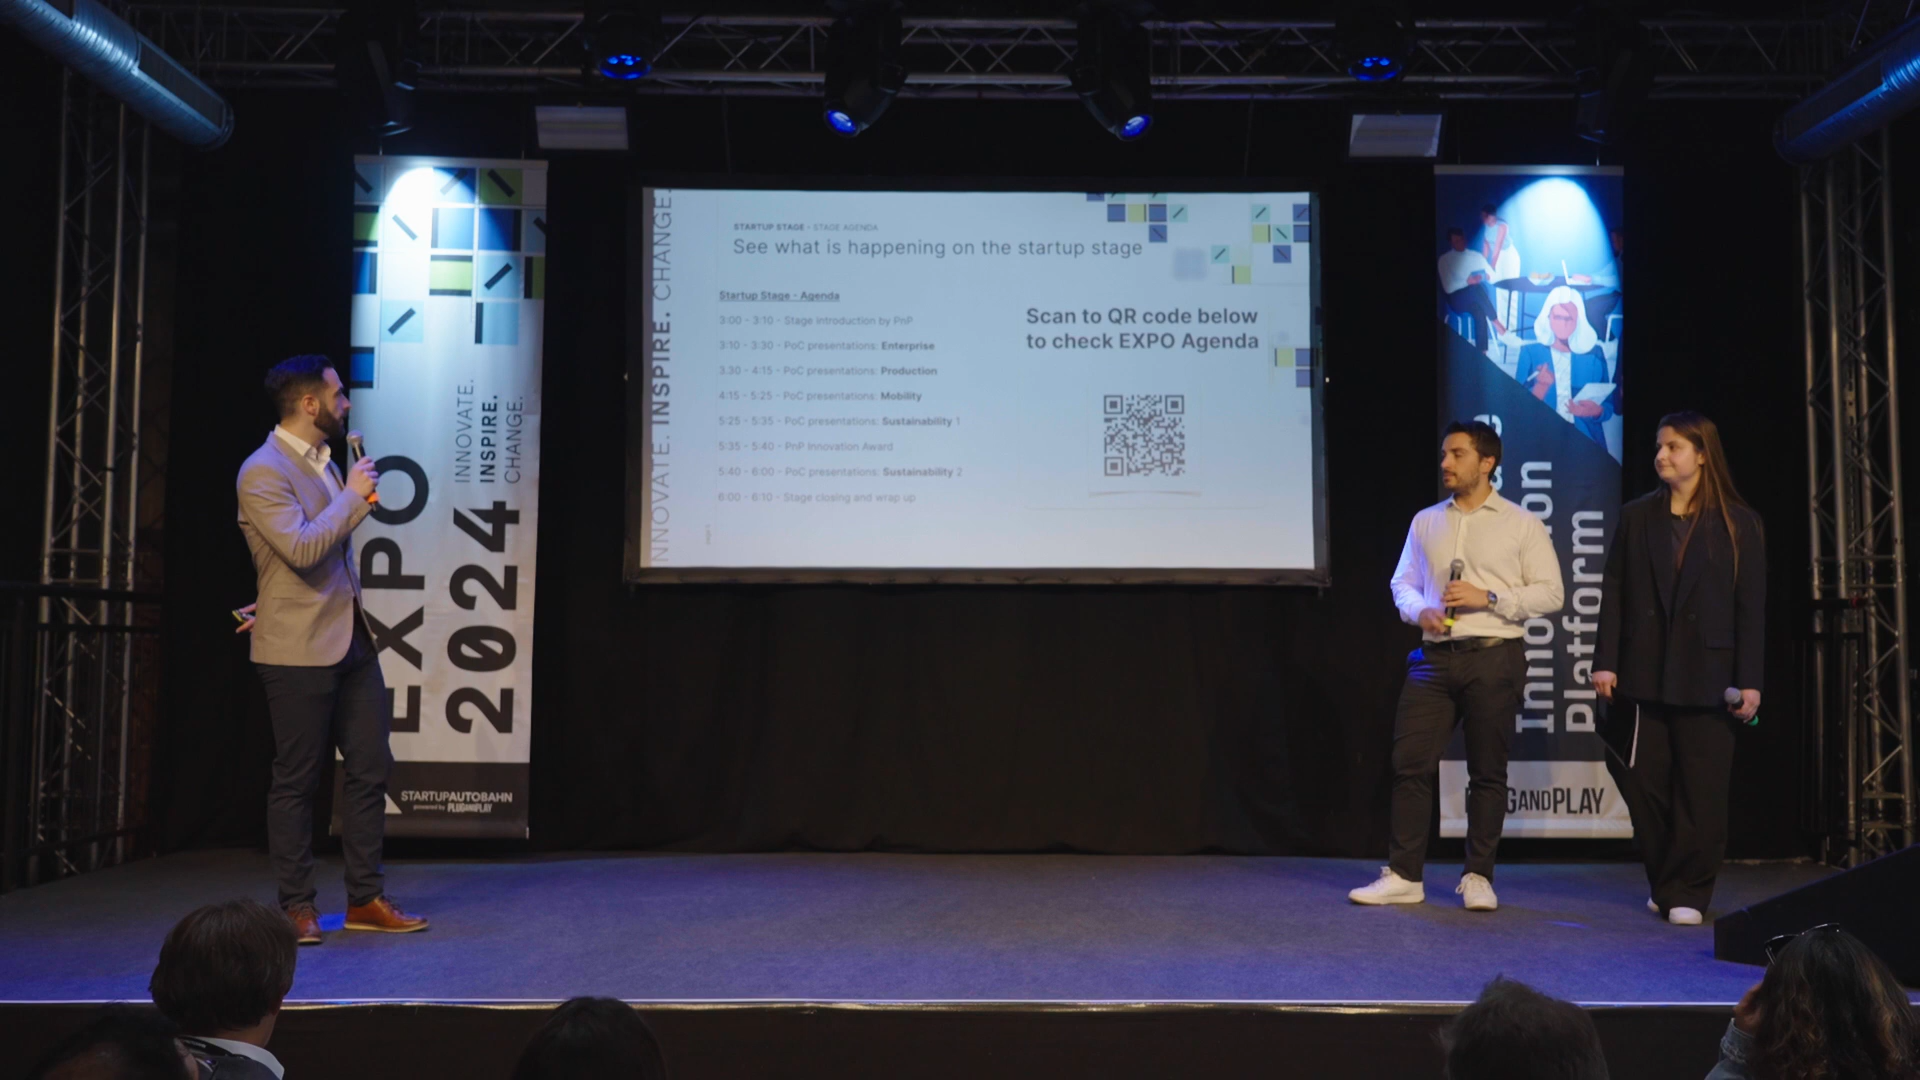 EXPO
2024
INNOVATE.
INSPIRE.
CHANGE.
STARTUPAUTOBAHN
powered by PLUGANDPLAY
INNOVATE. INSPIRE. CHANGE.
STARTUP STAGE - STAGE AGENDA
See what is happening on the startup stage
Startup Stage - Agenda
3:00 - 3:10 - Stage Introduction by PnP
3:10 - 3:30 - PoC presentations: Enterprise
3.30 - 4:15 - PoC presentations: Production
4:15 - 5:25 - PoC presentations: Mobility
5:25 - 5:35 - PoC presentations: Sustainability 1
5:35 - 5:40 - PnP Innovation Award
5:40 - 6:00 - PoC presentations: Sustainability 2
6:00 - 6:10 - Stage closing and wrap up
Scan to QR code below
to check EXPO Agenda
Platform
GANDPLAY